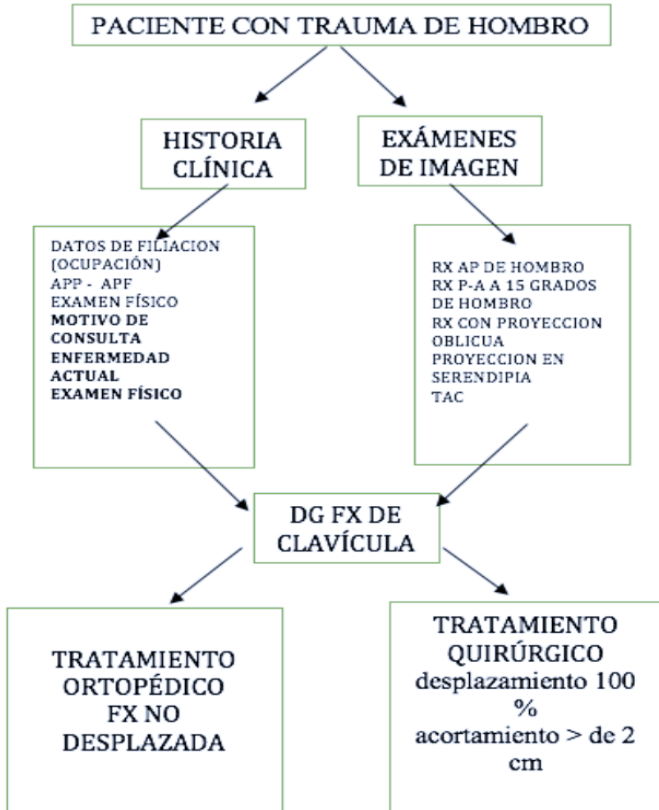 PACIENTE CON TRAUMA DE HOMBRO
HISTORIA
CLÍNICA
EXÁMENES
DE IMAGEN
DATOS DE FILIACION
(OCUPACIÓN)
APP - APF
EXAMEN FÍSICO
MOTIVO DE
CONSULTA
ENFERMEDAD
ACTUAL
EXAMEN FÍSICO
RX AP DE HOMBRO
RX P-A A 15 GRADOS
DE HOMBRO
RX CON PROYECCION
OBLICUA
PROYECCION EN
SERENDIPIA
TAC
DG FX DE
CLAVÍCULA
TRATAMIENTO
ORTOPÉDICO
FX NO
DESPLAZADA
TRATAMIENTO
QUIRÚRGICO
desplazamiento 100
%
acortamiento > de 2
cm